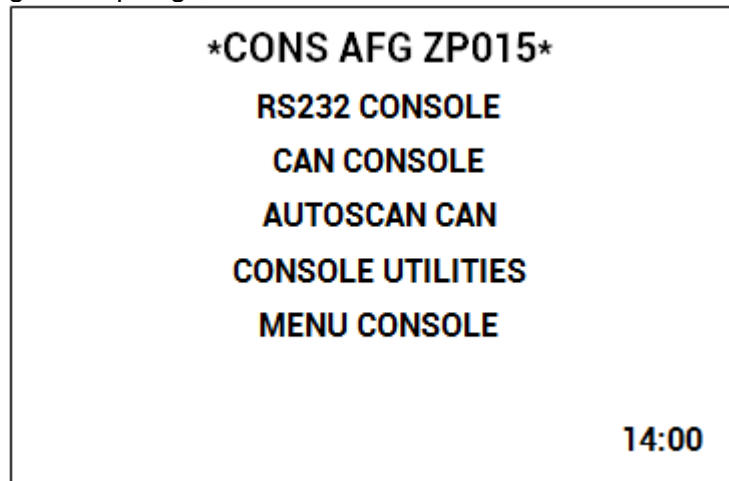 *CONS AFG ZP015*
RS232 CONSOLE
CAN CONSOLE
AUTOSCAN CAN
CONSOLE UTILITIES
MENU CONSOLE
14:00